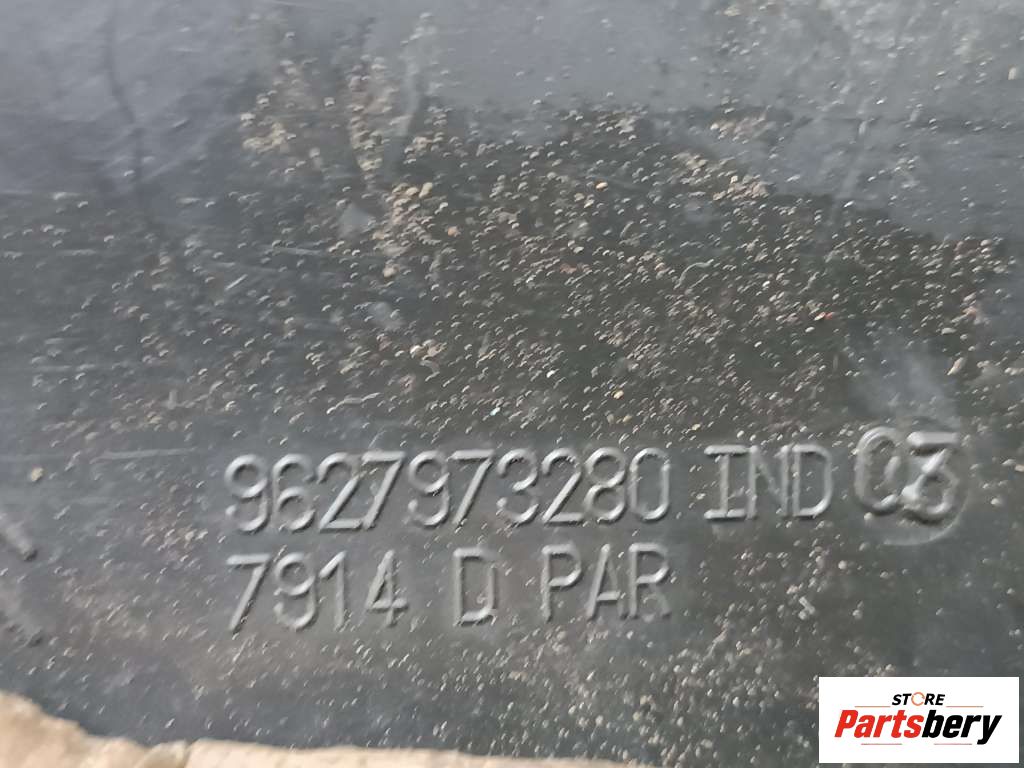 9627973280 IND 03
7914 D PAR
STORE
Partsbery